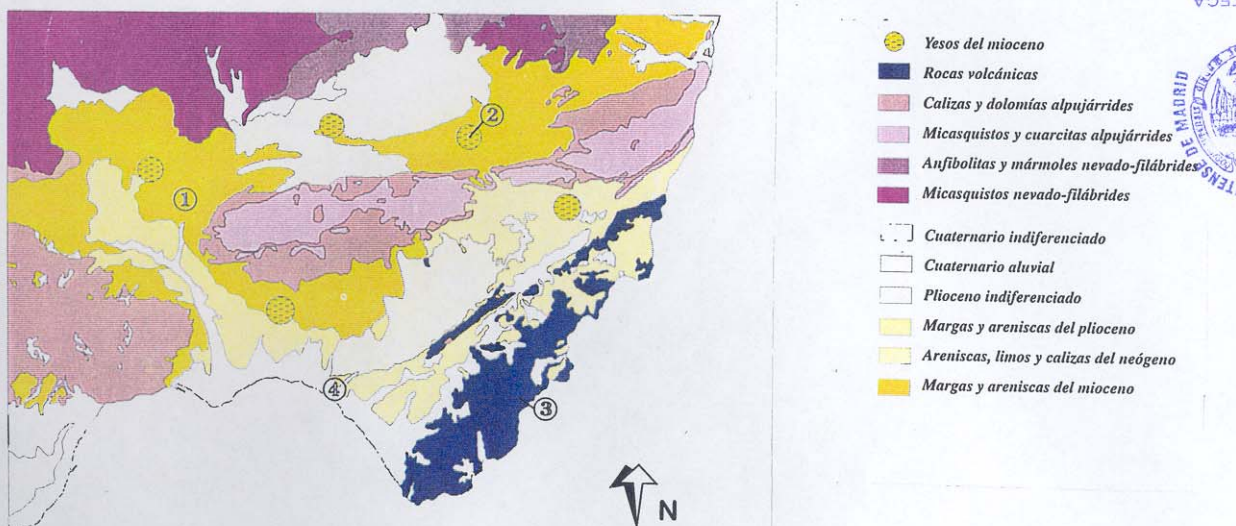 ①
②
③
④
N
Yesos del mioceno
Rocas volcánicas
Calizas y dolomías alpujárrides
Micasquistos y cuarcitas alpujárrides
Anfibolitas y mármoles nevado-filábrides
Micasquistos nevado-filábrides
Cuaternario indiferenciado
Cuaternario aluvial
Plioceno indiferenciado
Margas y areniscas del plioceno
Areniscas, limos y calizas del neógeno
Margas y areniscas del mioceno
DE MADRID